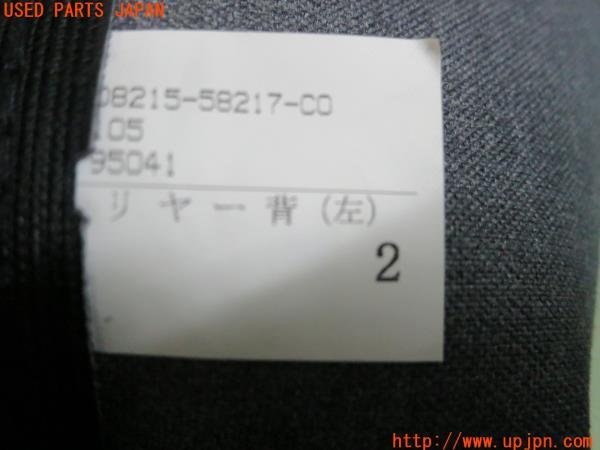 USED PARTS JAPAN
08215-58217-C0
105
95041
リヤー背(左)
2
http://www.upjpn.com/